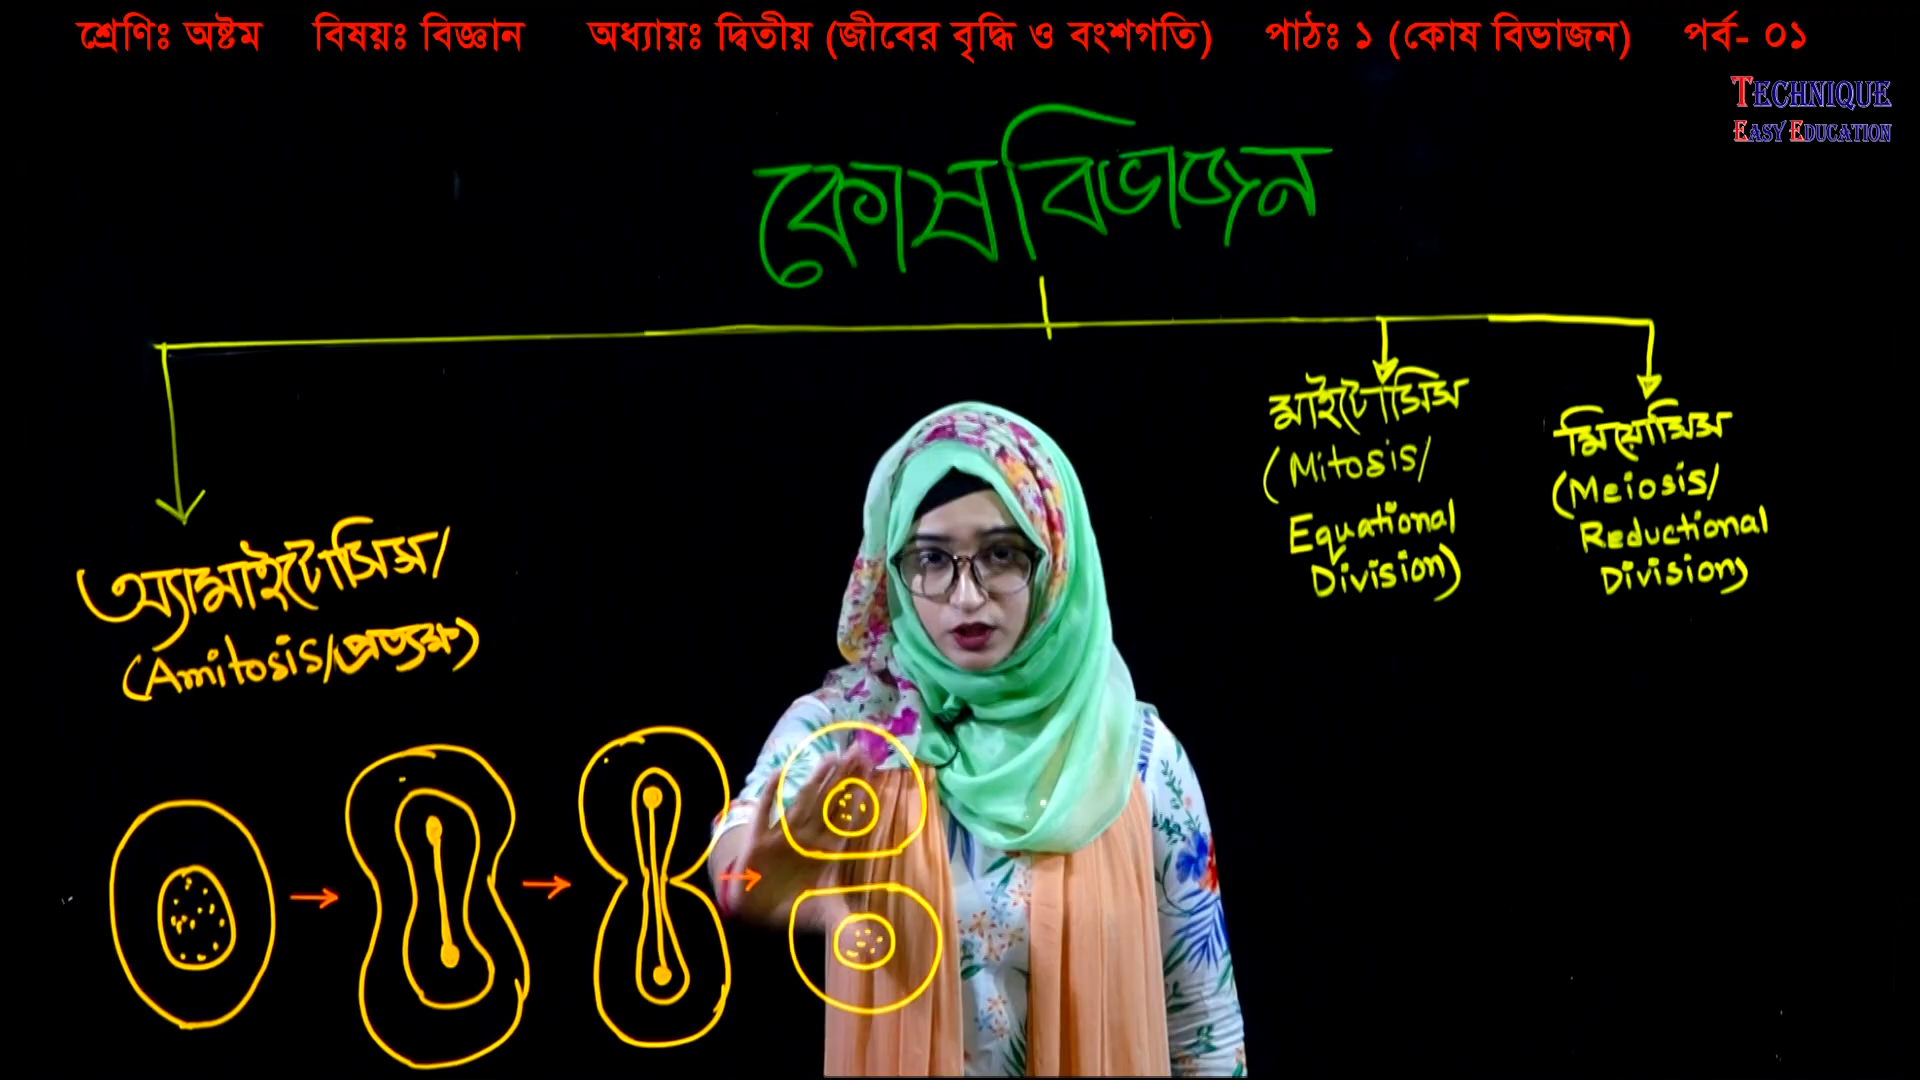 শ্রেণিঃ অষ্টম বিষয়ঃ বিজ্ঞান অধ্যায়ঃ দ্বিতীয় (জীবের বৃদ্ধি ও বংশগতি) পাঠঃ ১ (কোষ বিভাজন) পর্ব- ০১
TECHNIQUE
EASY EDUCATION
কোষ বিভাজন
মাইটোসিস
(Mitosis/
Equational
Division)
মিয়োসিস
(Meiosis/
Reductional
Division)
অ্যামাইটোসিস/
(Amitosis/প্রত্যক্ষ)